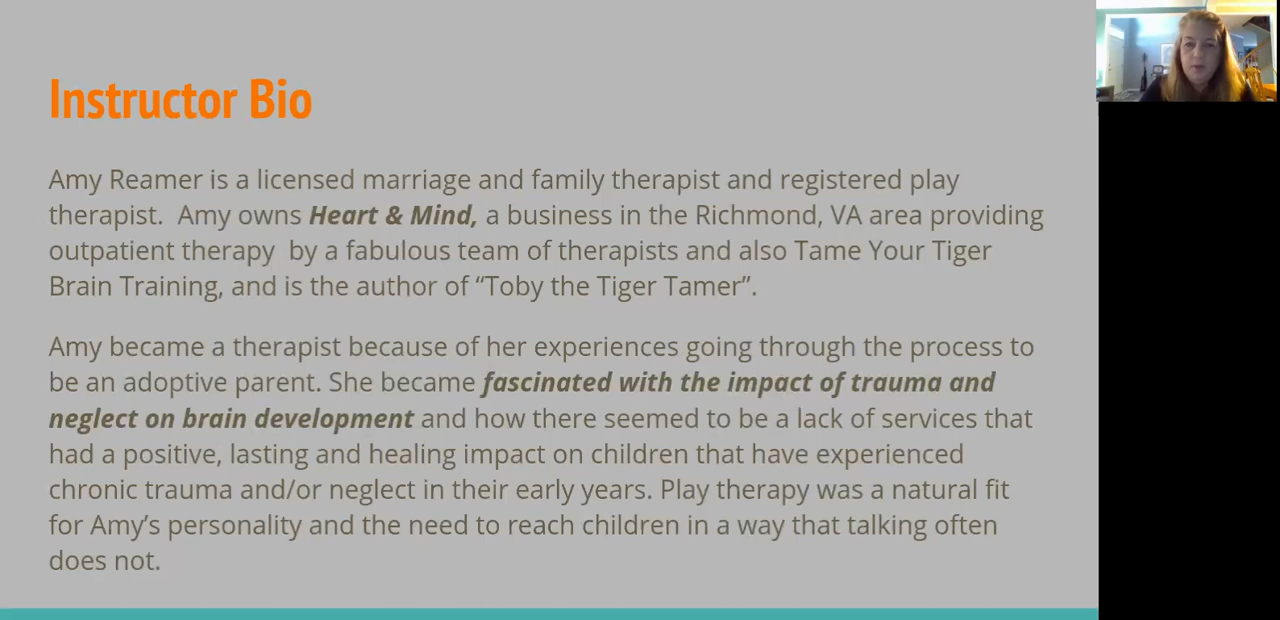 Instructor Bio
Amy Reamer is a licensed marriage and family therapist and registered play
therapist.  Amy owns Heart & Mind, a business in the Richmond, VA area providing
outpatient therapy  by a fabulous team of therapists and also Tame Your Tiger
Brain Training, and is the author of “Toby the Tiger Tamer”.
Amy became a therapist because of her experiences going through the process to
be an adoptive parent. She became fascinated with the impact of trauma and
neglect on brain development and how there seemed to be a lack of services that
had a positive, lasting and healing impact on children that have experienced
chronic trauma and/or neglect in their early years. Play therapy was a natural fit
for Amy’s personality and the need to reach children in a way that talking often
does not.